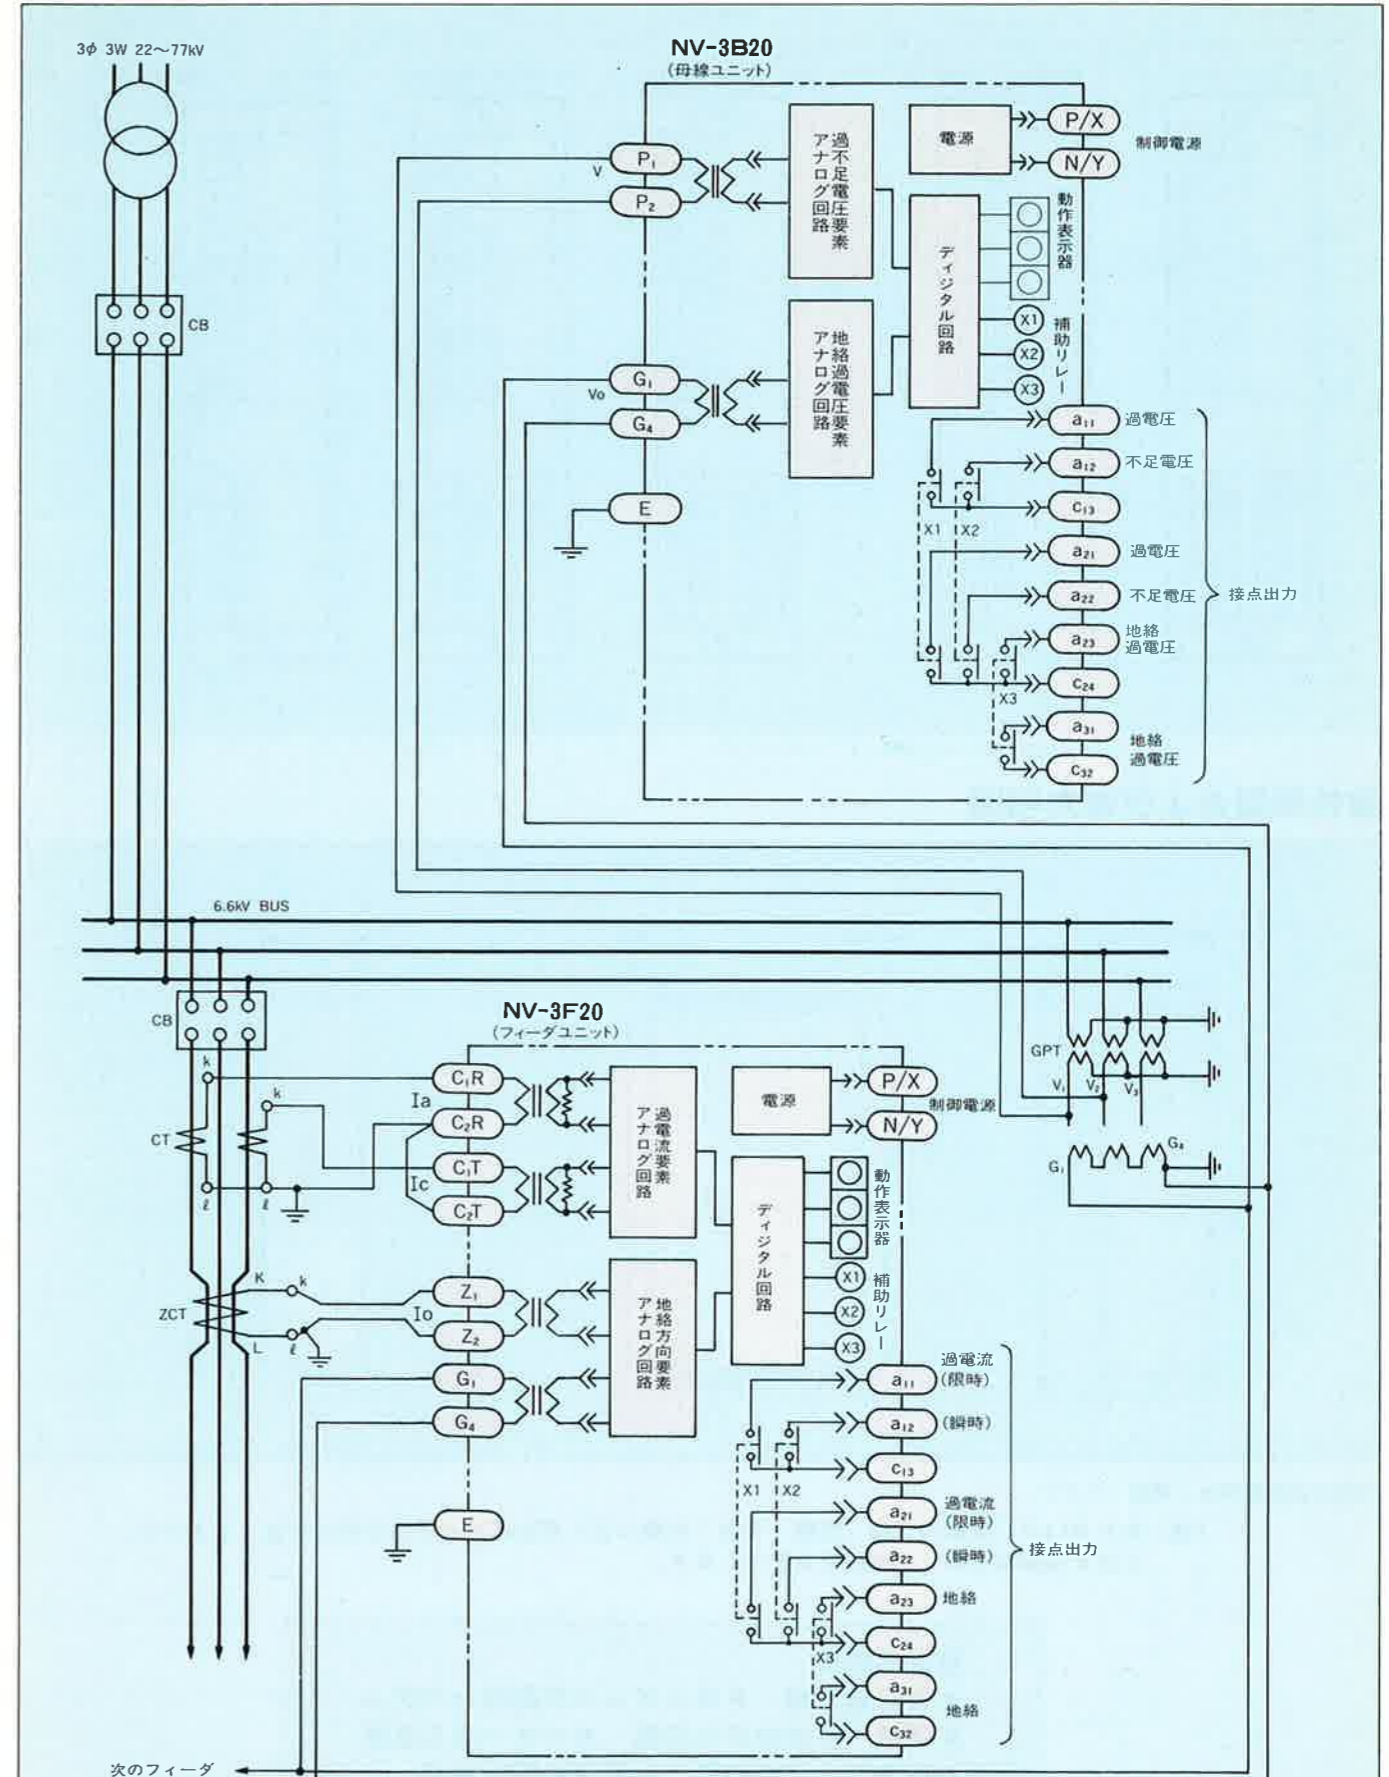 3φ 3W 22〜77kV
CB
NV-3B20
(母線ユニット)
V
P₁
P₂
Vo
G₁
G₄
E
過不足電圧要素
アナログ回路
地絡過電圧要素
アナログ回路
電源
P/X
N/Y
制御電源
ディジタル回路
動作表示器
X1
X2
X3
補助リレー
a₁₁
過電圧
a₁₂
不足電圧
c₁₃
X1
X2
a₂₁
過電圧
a₂₂
不足電圧
a₂₃
地絡
過電圧
c₂₄
X3
a₃₁
地絡
過電圧
c₃₂
接点出力
6.6kV BUS
CB
GPT
V₁
V₂
V₃
G₁
G₄
NV-3F20
(フィーダユニット)
k
k
CT
ℓ
ℓ
Ia
Ic
C₁R
C₂R
C₁T
C₂T
ZCT
K
k
L
ℓ
Io
Z₁
Z₂
G₁
G₄
E
過電流要素
アナログ回路
地絡方向要素
アナログ回路
電源
P/X
N/Y
制御電源
ディジタル回路
動作表示器
X1
X2
X3
補助リレー
過電流
a₁₁
(限時)
a₁₂
(瞬時)
c₁₃
X1
X2
a₂₁
過電流
(限時)
a₂₂
(瞬時)
a₂₃
地絡
c₂₄
X3
a₃₁
地絡
c₃₂
接点出力
次のフィーダ